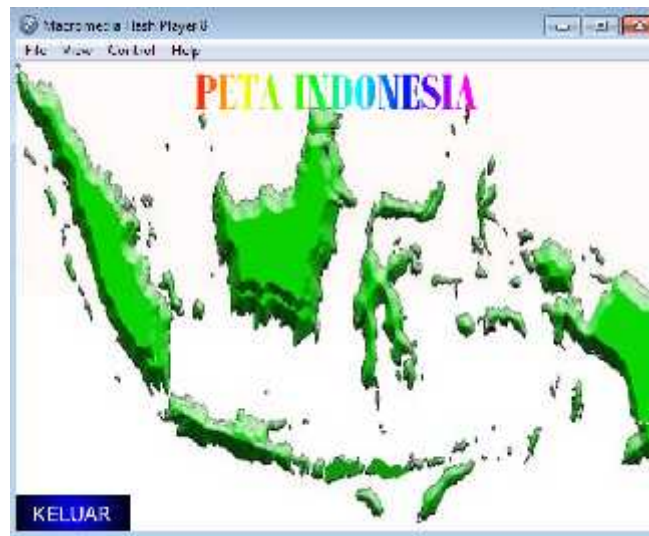 Macromedia Flash Player 8
File View Control Help
PETA INDONESIA
KELUAR